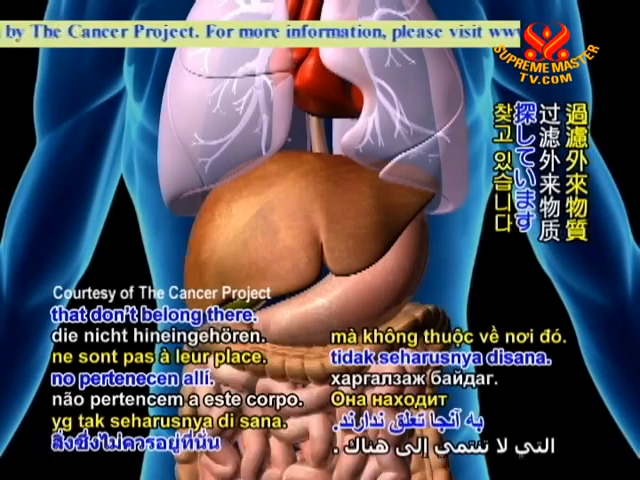 by The Cancer Project. For more information, please visit www
SUPREME MASTER
TV.COM
過濾外來物質
过滤外来物质
探しています
찾고 있습니다
Courtesy of The Cancer Project
that don't belong there.
die nicht hineingehören.
ne sont pas à leur place.
no pertenecen allí.
não pertencem a este corpo.
yg tak seharusnya di sana.
สิ่งซึ่งไม่ควรอยู่ที่นั่น
mà không thuộc về nơi đó.
tidak seharusnya disana.
харгалзаж байдаг.
Она находит
به آنجا تعلق ندارند.
التي لا تنتمي إلى هناك .